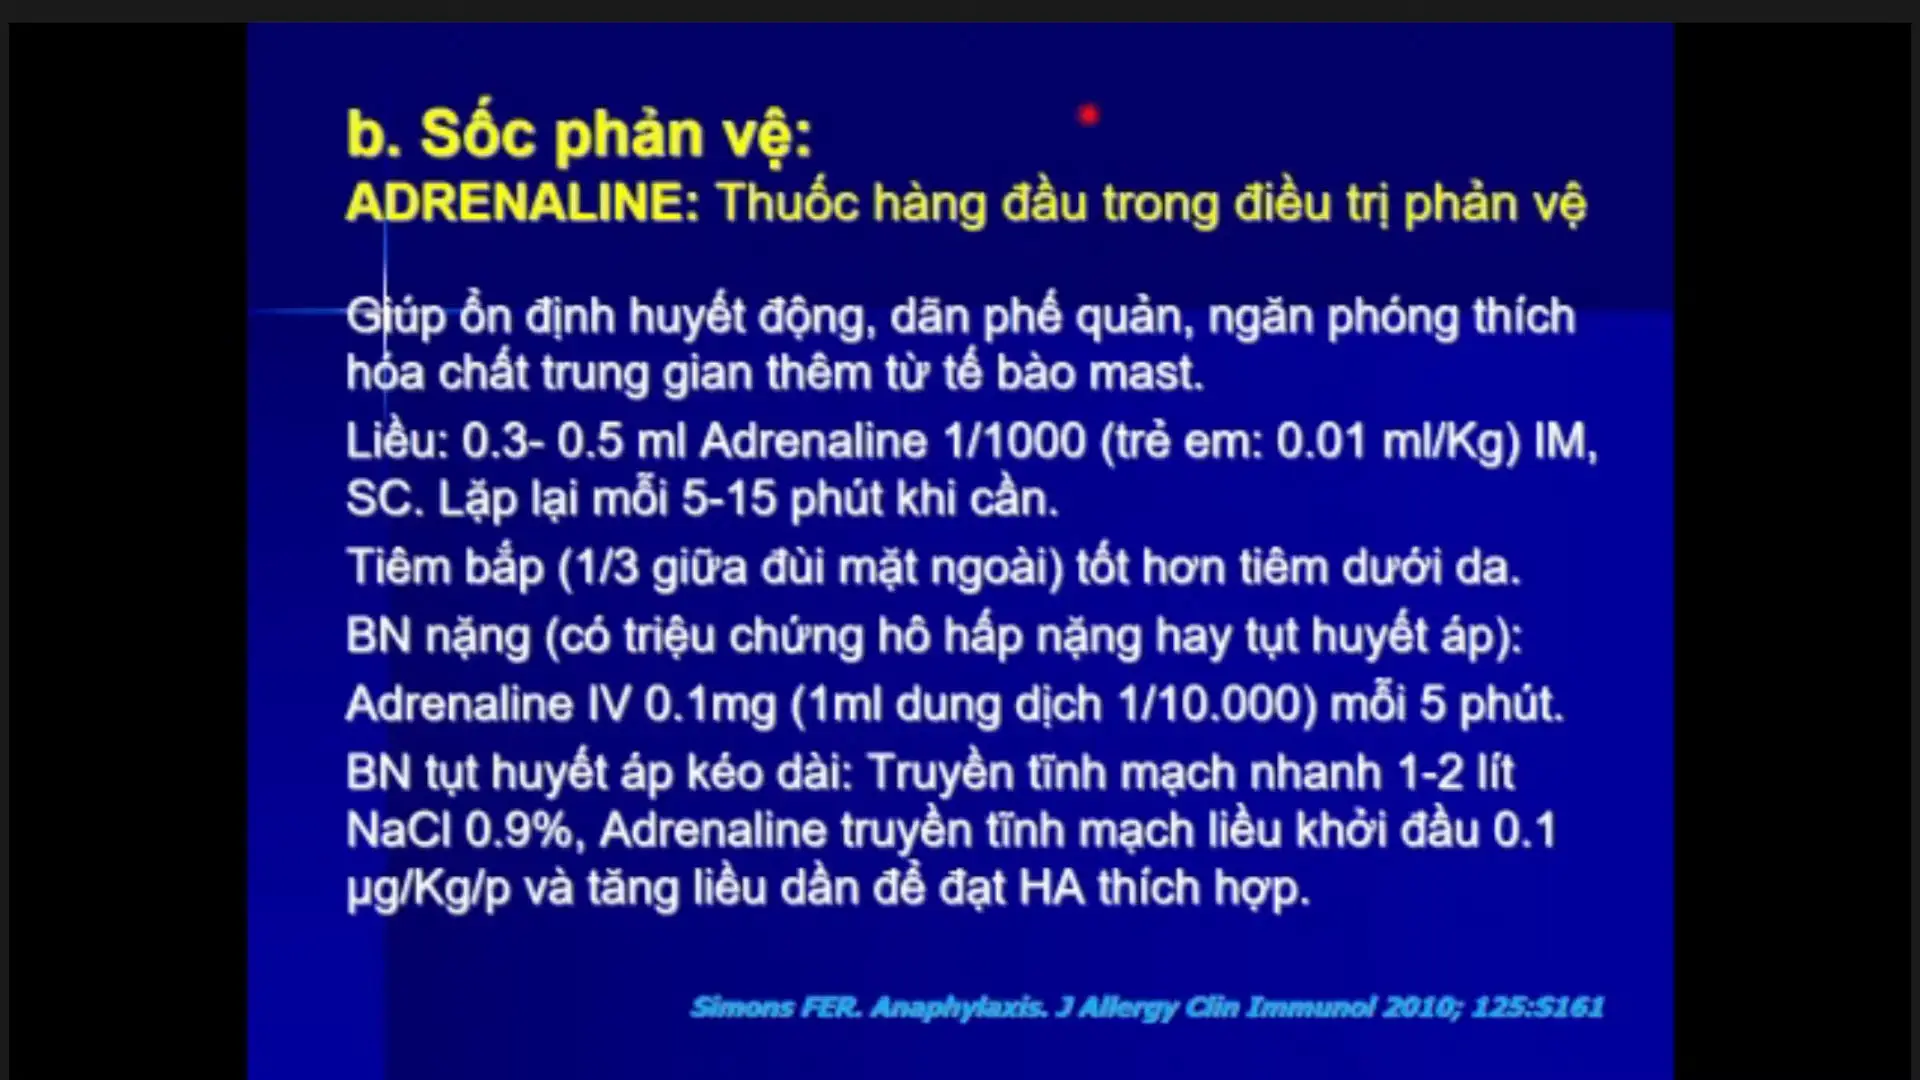 b. Sốc phản vệ:
ADRENALINE: Thuốc hàng đầu trong điều trị phản vệ
Giúp ổn định huyết động, dãn phế quản, ngăn phóng thích
hóa chất trung gian thêm từ tế bào mast.
Liều: 0.3- 0.5 ml Adrenaline 1/1000 (trẻ em: 0.01 ml/Kg) IM,
SC. Lặp lại mỗi 5-15 phút khi cần.
Tiêm bắp (1/3 giữa đùi mặt ngoài) tốt hơn tiêm dưới da.
BN nặng (có triệu chứng hô hấp nặng hay tụt huyết áp):
Adrenaline IV 0.1mg (1ml dung dịch 1/10.000) mỗi 5 phút.
BN tụt huyết áp kéo dài: Truyền tĩnh mạch nhanh 1-2 lít
NaCl 0.9%, Adrenaline truyền tĩnh mạch liều khởi đầu 0.1
µg/Kg/p và tăng liều dần để đạt HA thích hợp.
Simons FER. Anaphylaxis. J Allergy Clin Immunol 2010; 125:S161